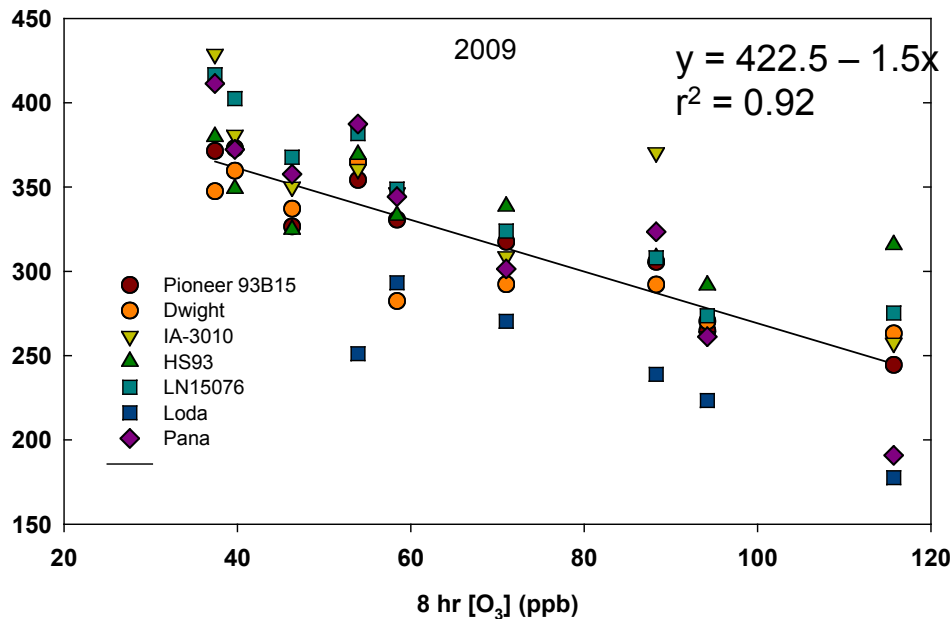 450
400
350
300
250
200
150
2009
y = 422.5 – 1.5x
r² = 0.92
Pioneer 93B15
Dwight
IA-3010
HS93
LN15076
Loda
Pana
20 40 60 80 100 120
8 hr [O₃] (ppb)